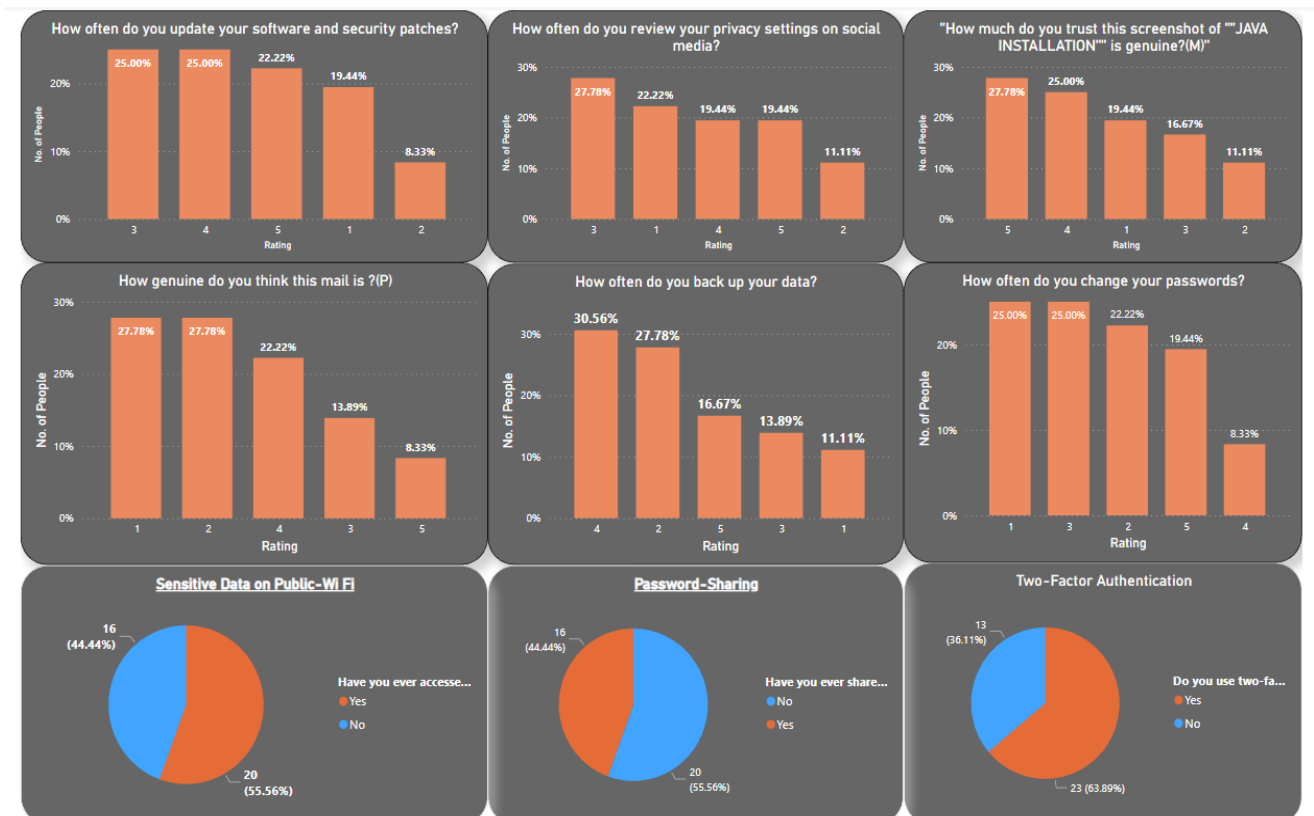 How often do you update your software and security patches?
No. of People
20%
10%
0%
25.00%
25.00%
22.22%
19.44%
8.33%
3
4
5
1
2
Rating
How often do you review your privacy settings on social
media?
No. of People
30%
20%
10%
0%
27.78%
22.22%
19.44%
19.44%
11.11%
3
1
4
5
2
Rating
"How much do you trust this screenshot of ""JAVA
INSTALLATION"" is genuine?(M)"
No. of People
30%
20%
10%
0%
27.78%
25.00%
19.44%
16.67%
11.11%
5
4
1
3
2
Rating
How genuine do you think this mail is ?(P)
No. of People
30%
20%
10%
0%
27.78%
27.78%
22.22%
13.89%
8.33%
1
2
4
3
5
Rating
How often do you back up your data?
No. of People
30%
20%
10%
0%
30.56%
27.78%
16.67%
13.89%
11.11%
4
2
5
3
1
Rating
How often do you change your passwords?
No. of People
20%
10%
0%
25.00%
25.00%
22.22%
19.44%
8.33%
1
3
2
5
4
Rating
Sensitive Data on Public-Wi Fi
16
(44.44%)
20
(55.56%)
Have you ever accesse...
Yes
No
Password-Sharing
16
(44.44%)
20
(55.56%)
Have you ever share...
No
Yes
Two-Factor Authentication
13
(36.11%)
23 (63.89%)
Do you use two-fa...
Yes
No